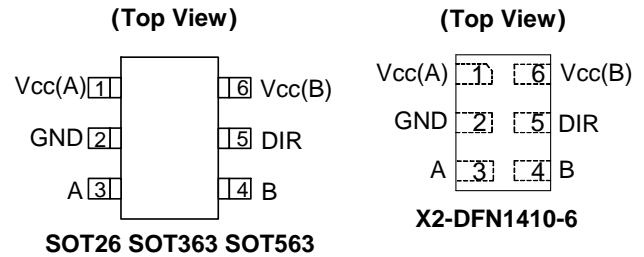 (Top View)
Vcc(A) 1 6 Vcc(B)
GND 2 5 DIR
A 3 4 B
SOT26 SOT363 SOT563
(Top View)
Vcc(A) 1 6 Vcc(B)
GND 2 5 DIR
A 3 4 B
X2-DFN1410-6